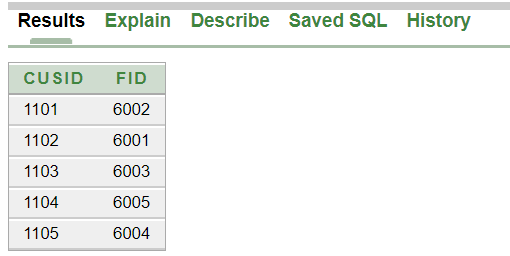 Results Explain Describe Saved SQL History
CUSID FID
1101 6002
1102 6001
1103 6003
1104 6005
1105 6004